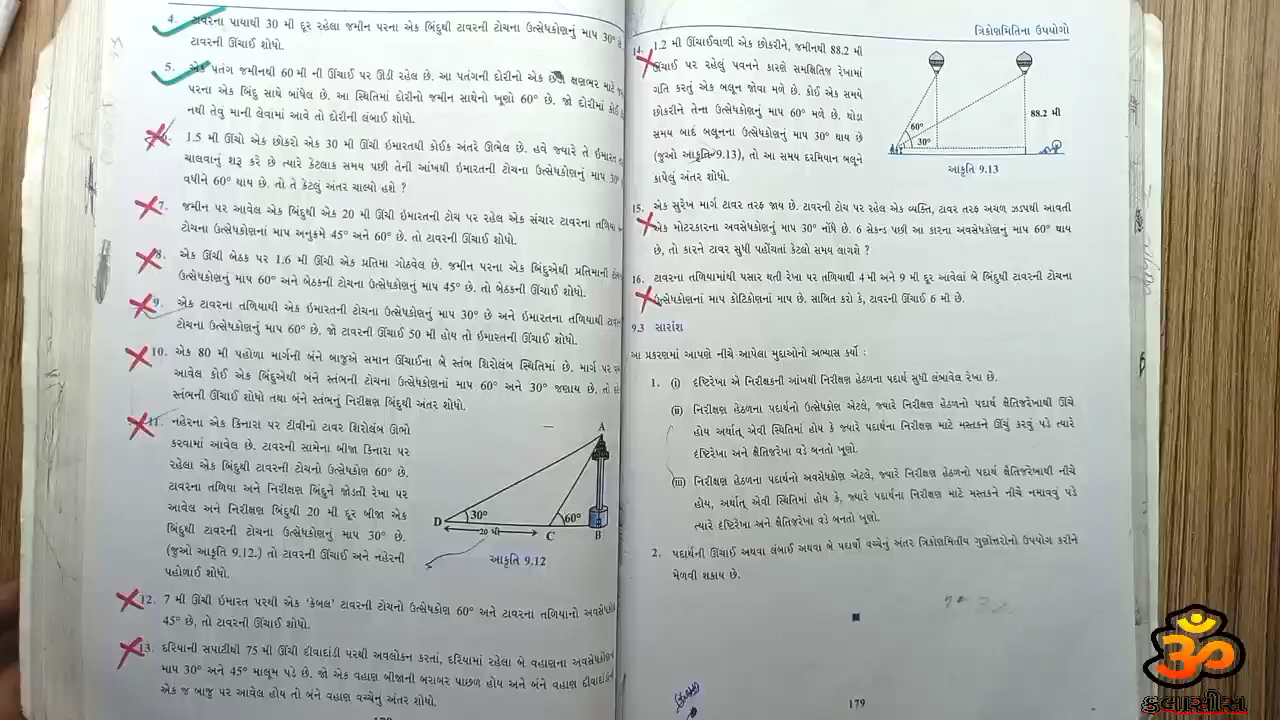 4. ટાવરના પાયાથી 30 મી દૂર રહેલા જમીન પરના એક બિંદુથી ટાવરની ટોચના ઉત્સેધકોણનું માપ 30° છે.
ટાવરની ઊંચાઈ શોધો.
5. એક પતંગ જમીનથી 60 મી ની ઊંચાઈ પર ઊડી રહેલ છે. આ પતંગની દોરીનો એક છેડો ક્ષણભર માટે
પરના એક બિંદુ સાથે બાંધેલ છે. આ સ્થિતિમાં દોરીનો જમીન સાથેનો ખૂણો 60° છે. જો દોરીમાં કોઈ
નથી તેવું માની લેવામાં આવે તો દોરીની લંબાઈ શોધો.
1.5 મી ઊંચો એક છોકરો એક 30 મી ઊંચી ઇમારતથી કોઈક અંતરે ઊભેલ છે. હવે જ્યારે તે ઇમારત
ચાલવાનું શરૂ કરે છે ત્યારે કેટલાક સમય પછી તેની આંખથી ઇમારતની ટોચના ઉત્સેધકોણનું માપ 30°
વધીને 60° થાય છે. તો તે કેટલું અંતર ચાલ્યો હશે ?
7. જમીન પર આવેલ એક બિંદુથી એક 20 મી ઊંચી ઇમારતની ટોચ પર રહેલ એક સંચાર ટાવરના તળિયા
ટોચના ઉત્સેધકોણનાં માપ અનુક્રમે 45° અને 60° છે. તો ટાવરની ઊંચાઈ શોધો.
8. એક ઊંચી બેઠક પર 1.6 મી ઊંચી એક પ્રતિમા ગોઠવેલ છે. જમીન પરના એક બિંદુએથી પ્રતિમાની
ઉત્સેધકોણનું માપ 60° અને બેઠકની ટોચના ઉત્સેધકોણનું માપ 45° છે. તો બેઠકની ઊંચાઈ શોધો.
9. એક ટાવરના તળિયાથી એક ઇમારતની ટોચના ઉત્સેધકોણનું માપ 30° છે અને ઇમારતના તળિયાથી
ટોચના ઉત્સેધકોણનું માપ 60° છે. જો ટાવરની ઊંચાઈ 50 મી હોય તો ઇમારતની ઊંચાઈ શોધો.
10. એક 80 મી પહોળા માર્ગની બંને બાજુએ સમાન ઊંચાઈના બે સ્તંભ શિરોલંબ સ્થિતિમાં છે. માર્ગ પર
આવેલ કોઈ એક બિંદુએથી બંને સ્તંભની ટોચના ઉત્સેધકોણનાં માપ 60° અને 30° જણાય છે. તો
સ્તંભની ઊંચાઈ શોધો તથા બંને સ્તંભનું નિરીક્ષણ બિંદુથી અંતર શોધો.
11. નહેરના એક કિનારા પર ટીવીનો ટાવર શિરોલંબ ઊભો
કરવામાં આવેલ છે. ટાવરની સામેના બીજા કિનારા પર
રહેલા એક બિંદુથી ટાવરની ટોચનો ઉત્સેધકોણ 60° છે.
ટાવરના તળિયા અને નિરીક્ષણ બિંદુને જોડતી રેખા પર
આવેલ અને નિરીક્ષણ બિંદુથી 20 મી દૂર બીજા એક
બિંદુથી ટાવરની ટોચના ઉત્સેધકોણનું માપ 30° છે.
(જુઓ આકૃતિ 9.12.) તો ટાવરની ઊંચાઈ અને નહેરની
પહોળાઈ શોધો.
A
D 30° 60°
20 મી C B
આકૃતિ 9.12
12. 7 મી ઊંચી ઇમારત પરથી એક 'કેબલ' ટાવરની ટોચનો ઉત્સેધકોણ 60° અને ટાવરના તળિયાનો અવસેધકોણ
45° છે, તો ટાવરની ઊંચાઈ શોધો.
13. દરિયાની સપાટીથી 75 મી ઊંચી દીવાદાંડી પરથી અવલોકન કરતાં, દરિયામાં રહેલા બે વહાણના અવસેધકોણનાં
માપ 30° અને 45° માલૂમ પડે છે. જો એક વહાણ બીજાની બરાબર પાછળ હોય અને બંને વહાણ દીવાદાંડીની
એક જ બાજુ પર આવેલ હોય તો બંને વહાણ વચ્ચેનું અંતર શોધો.
ત્રિકોણમિતિના ઉપયોગો
14. 1.2 મી ઊંચાઈવાળી એક છોકરીને, જમીનથી 88.2 મી
ઊંચાઈ પર રહેલું પવનને કારણે સમક્ષિતિજ રેખામાં
ગતિ કરતું એક બલૂન જોવા મળે છે. કોઈ એક સમયે
છોકરીને તેના ઉત્સેધકોણનું માપ 60° મળે છે. થોડા
સમય બાદ બલૂનના ઉત્સેધકોણનું માપ 30° થાય છે
(જુઓ આકૃતિ 9.13), તો આ સમય દરમિયાન બલૂને
કાપેલું અંતર શોધો.
88.2 મી
60°
30°
આકૃતિ 9.13
15. એક સુરેખ માર્ગ ટાવર તરફ જાય છે. ટાવરની ટોચ પર રહેલ એક વ્યક્તિ, ટાવર તરફ અચળ ઝડપથી આવતી
એક મોટરકારના અવસેધકોણનું માપ 30° નોંધે છે. 6 સેકન્ડ પછી આ કારના અવસેધકોણનું માપ 60° થાય
છે, તો કારને ટાવર સુધી પહોંચતાં કેટલો સમય લાગશે ?
16. ટાવરના તળિયામાંથી પસાર થતી રેખા પર તળિયાથી 4 મી અને 9 મી દૂર આવેલાં બે બિંદુથી ટાવરની ટોચના
ઉત્સેધકોણનાં માપ કોટિકોણનાં માપ છે. સાબિત કરો કે, ટાવરની ઊંચાઈ 6 મી છે.
9.3 સારાંશ
આ પ્રકરણમાં આપણે નીચે આપેલા મુદ્દાઓનો અભ્યાસ કર્યો :
1. (i) દૃષ્ટિરેખા એ નિરીક્ષકની આંખથી નિરીક્ષણ હેઠળના પદાર્થ સુધી લંબાવેલ રેખા છે.
(ii) નિરીક્ષણ હેઠળના પદાર્થનો ઉત્સેધકોણ એટલે, જ્યારે નિરીક્ષણ હેઠળનો પદાર્થ ક્ષૈતિજરેખાથી ઊંચે
હોય અર્થાત્ એવી સ્થિતિમાં હોય કે જ્યારે પદાર્થના નિરીક્ષણ માટે મસ્તકને ઊંચું કરવું પડે ત્યારે
દૃષ્ટિરેખા અને ક્ષૈતિજરેખા વડે બનતો ખૂણો.
(iii) નિરીક્ષણ હેઠળના પદાર્થનો અવસેધકોણ એટલે, જ્યારે નિરીક્ષણ હેઠળનો પદાર્થ ક્ષૈતિજરેખાથી નીચે
હોય, અર્થાત્ એવી સ્થિતિમાં હોય કે, જ્યારે પદાર્થના નિરીક્ષણ માટે મસ્તકને નીચે નમાવવું પડે
ત્યારે દૃષ્ટિરેખા અને ક્ષૈતિજરેખા વડે બનતો ખૂણો.
2. પદાર્થની ઊંચાઈ અથવા લંબાઈ અથવા બે પદાર્થો વચ્ચેનું અંતર ત્રિકોણમિતીય ગુણોત્તરોનો ઉપયોગ કરીને
મેળવી શકાય છે.
179
ૐ
કલાસીસ